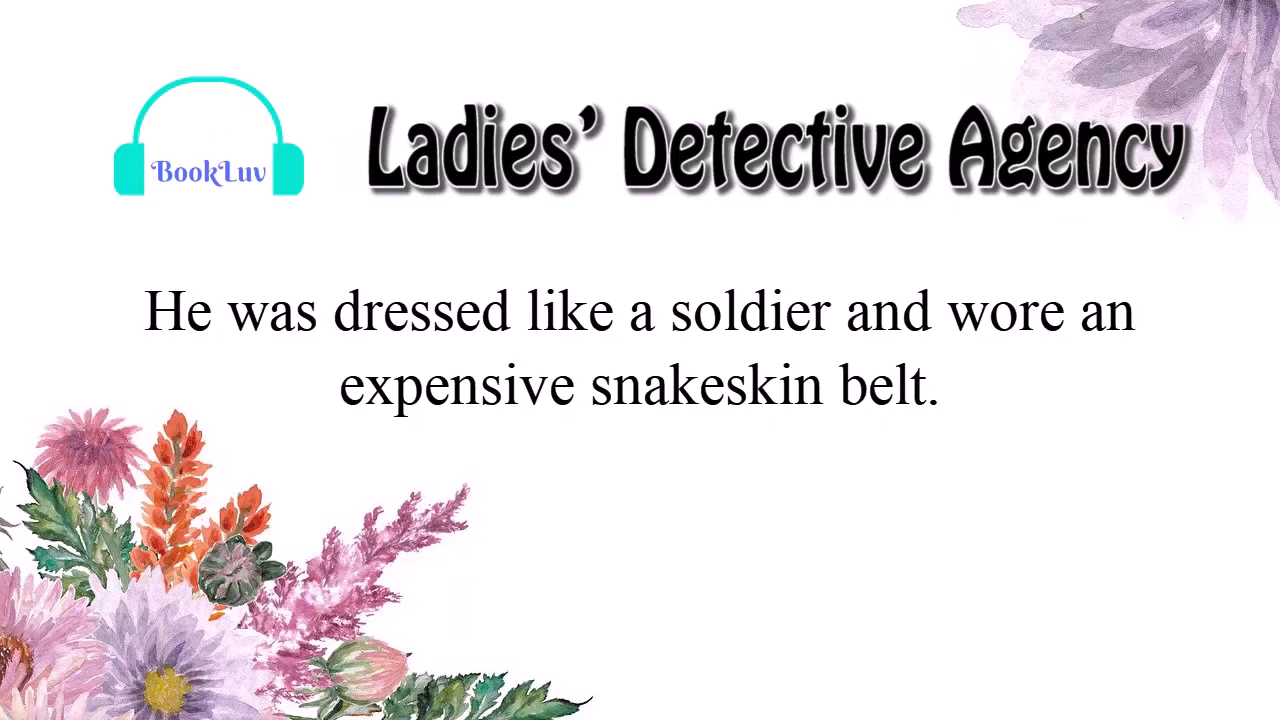 BookLuv
Ladies’ Detective Agency
He was dressed like a soldier and wore an
expensive snakeskin belt.